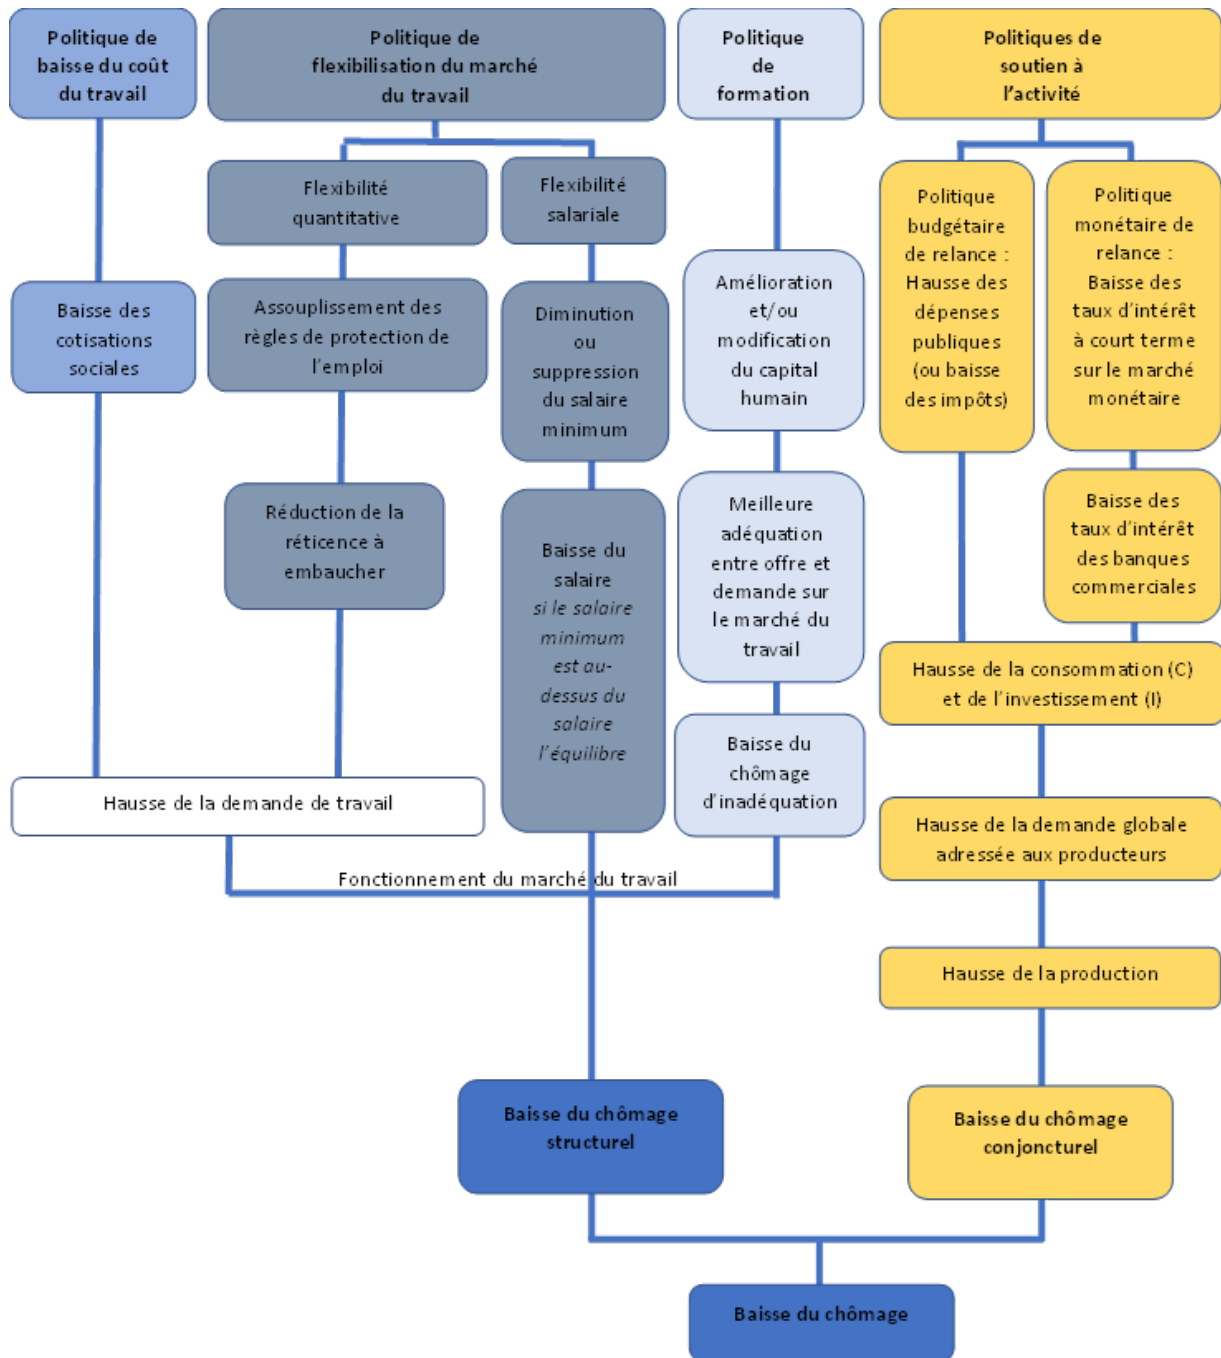 Politique de
baisse du coût
du travail
Politique de
flexibilisation du marché
du travail
Politique
de
formation
Politiques de
soutien à
l'activité
Flexibilité
quantitative
Flexibilité
salariale
Politique
budgétaire
de relance :
Hausse des
dépenses
publiques
(ou baisse
des impôts)
Politique
monétaire de
relance :
Baisse des
taux d'intérêt
à court terme
sur le marché
monétaire
Baisse des
cotisations
sociales
Assouplissement des
règles de protection de
l'emploi
Diminution
ou
suppression
du salaire
minimum
Amélioration
et/ou
modification
du capital
humain
Réduction de la
réticence à
embaucher
Baisse du
salaire
si le salaire
minimum
est au-
dessus du
salaire
l'équilibre
Meilleure
adéquation
entre offre et
demande sur
le marché du
travail
Baisse des
taux d'intérêt
des banques
commerciales
Hausse de la consommation (C)
et de l'investissement (I)
Baisse du
chômage
d'inadéquation
Hausse de la demande de travail
Hausse de la demande globale
adressée aux producteurs
Fonctionnement du marché du travail
Hausse de la production
Baisse du chômage
structurel
Baisse du chômage
conjoncturel
Baisse du chômage